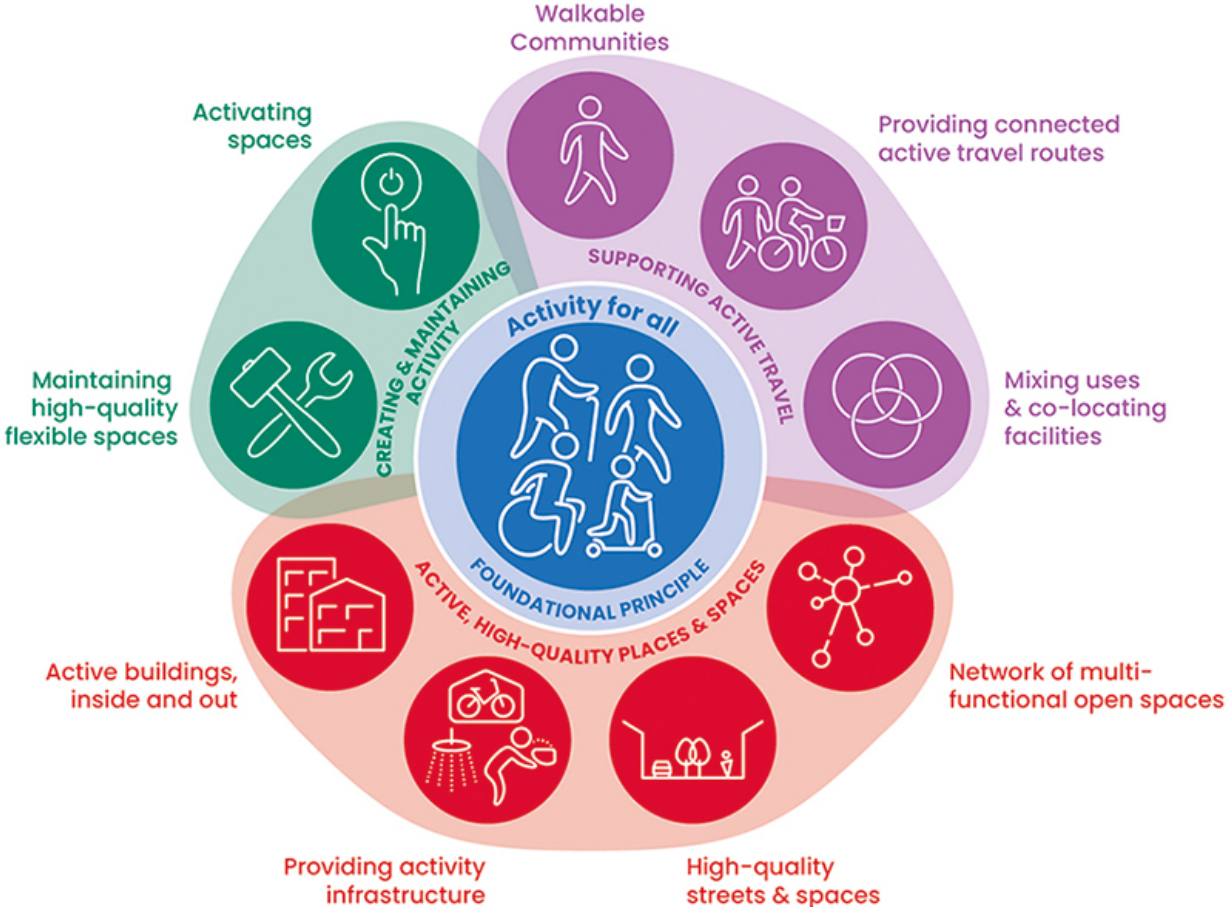 Walkable
Communities
Providing connected
active travel routes
Mixing uses
& co-locating
facilities
Network of multi-
functional open spaces
High-quality
streets & spaces
Providing activity
infrastructure
Active buildings,
inside and out
Maintaining
high-quality
flexible spaces
Activating
spaces
SUPPORTING ACTIVE TRAVEL
ACTIVE, HIGH-QUALITY PLACES & SPACES
CREATING & MAINTAINING
ACTIVITY
Activity for all
FOUNDATIONAL PRINCIPLE